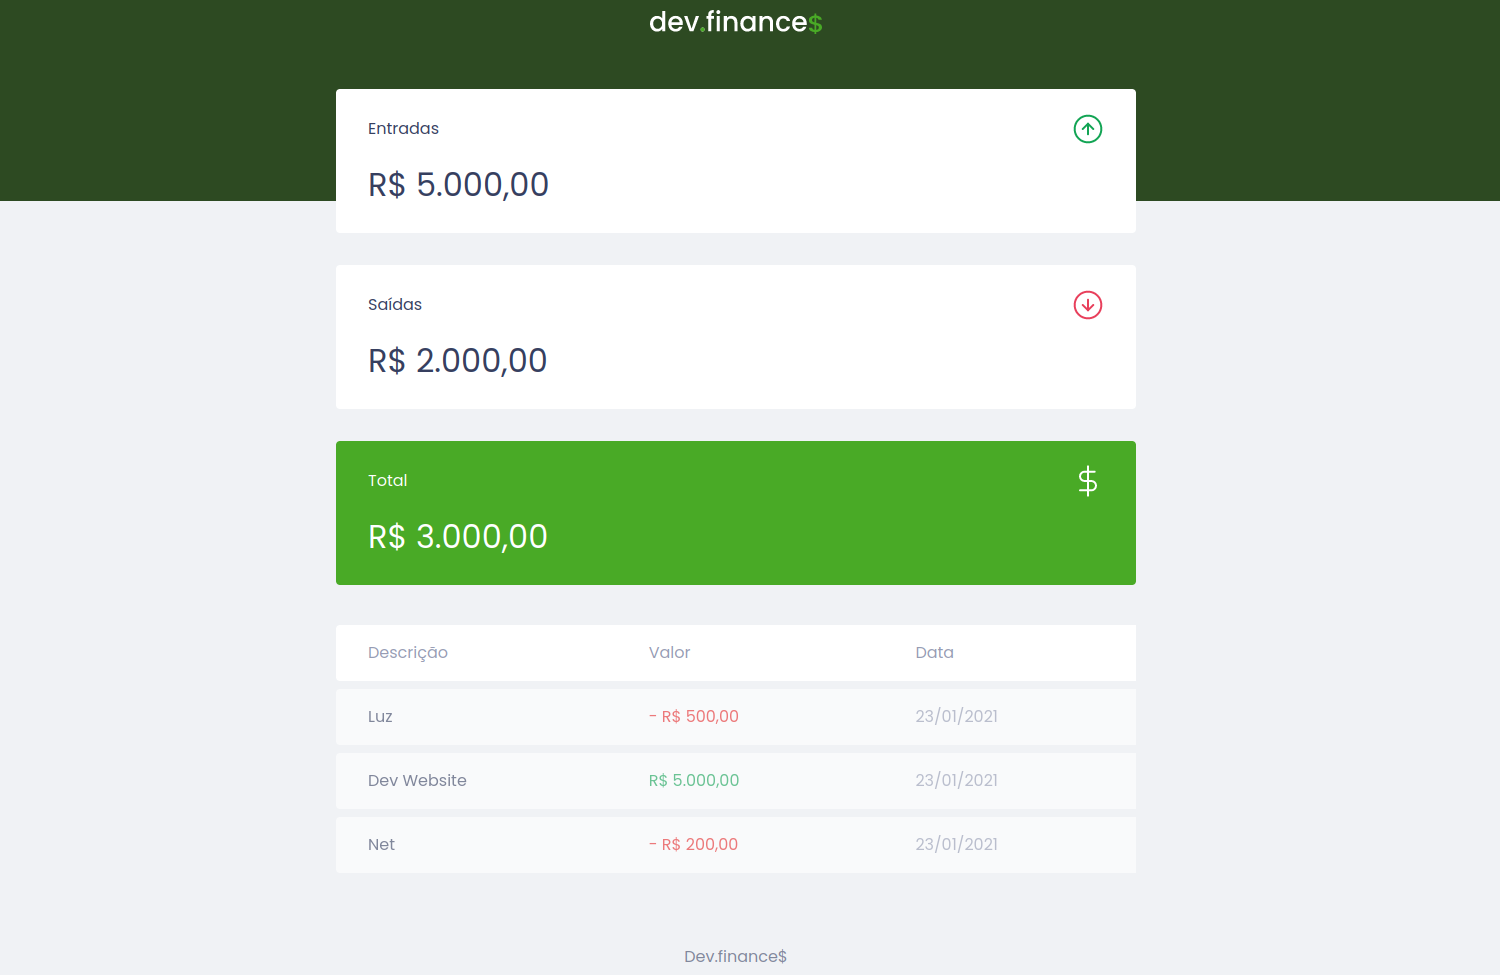 dev.finance$
Entradas
R$ 5.000,00
Saídas
R$ 2.000,00
Total
$
R$ 3.000,00
Descrição Valor Data
Luz - R$ 500,00 23/01/2021
Dev Website R$ 5.000,00 23/01/2021
Net - R$ 200,00 23/01/2021
Dev.finance$